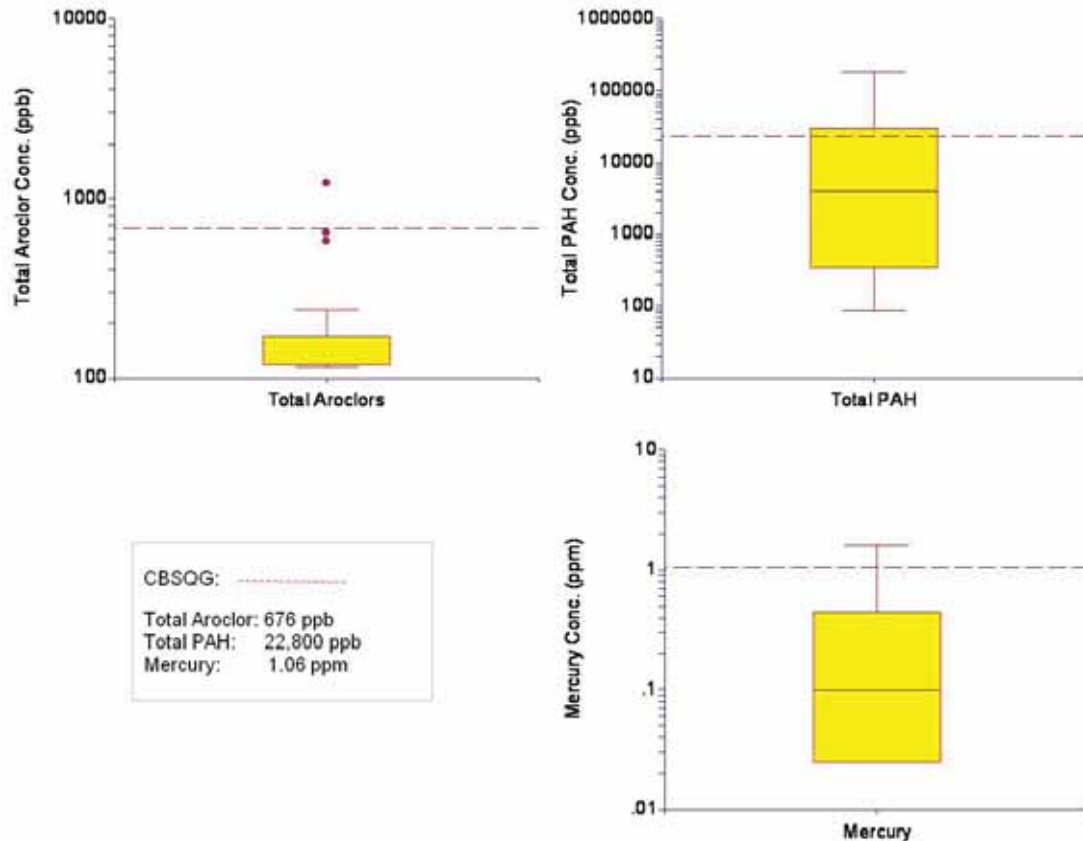 10000
1000
100
Total Aroclor Conc. (ppb)
Total Aroclors
1000000
100000
10000
1000
100
10
Total PAH Conc. (ppb)
Total PAH
CBSQG:
Total Aroclor: 676 ppb
Total PAH: 22,800 ppb
Mercury: 1.06 ppm
10
1
.1
.01
Mercury Conc. (ppm)
Mercury